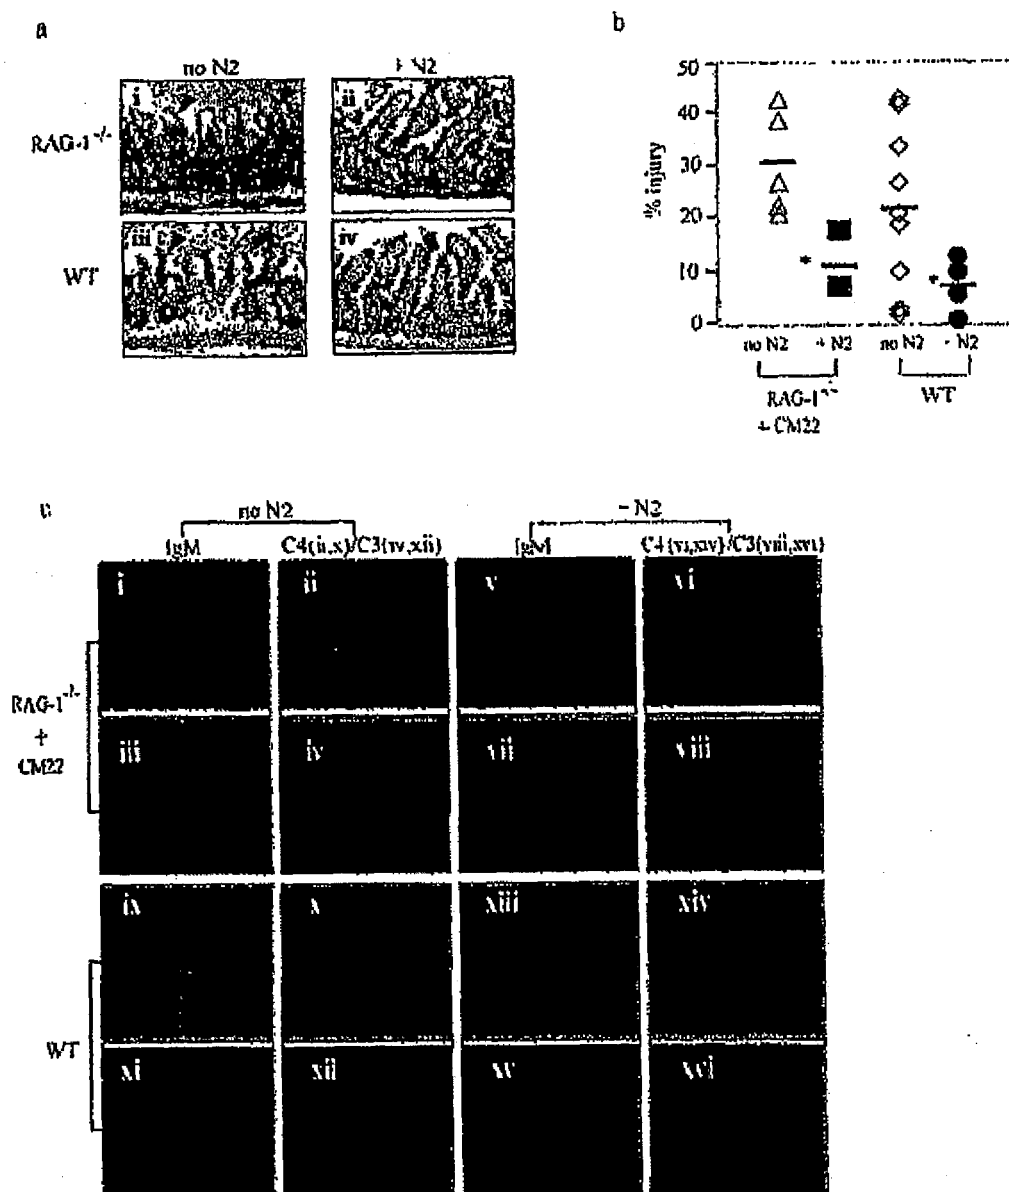 a
no N2
+ N2
RAG-1-/-
i
ii
WT
iii
iv
b
% injury
50
40
30
20
10
0
*
*
no N2
+ N2
no N2
- N2
RAG-1-/-
+ CM22
WT
no N2
- N2
IgM
C4(ii,x)/C3(iv,xii)
IgM
C4(vi,xiv)/C3(viii,xvi)
RAG-1-/-
+
CM22
i
ii
v
vi
iii
iv
vii
viii
WT
ix
x
xiii
xiv
xi
xii
xv
xvi